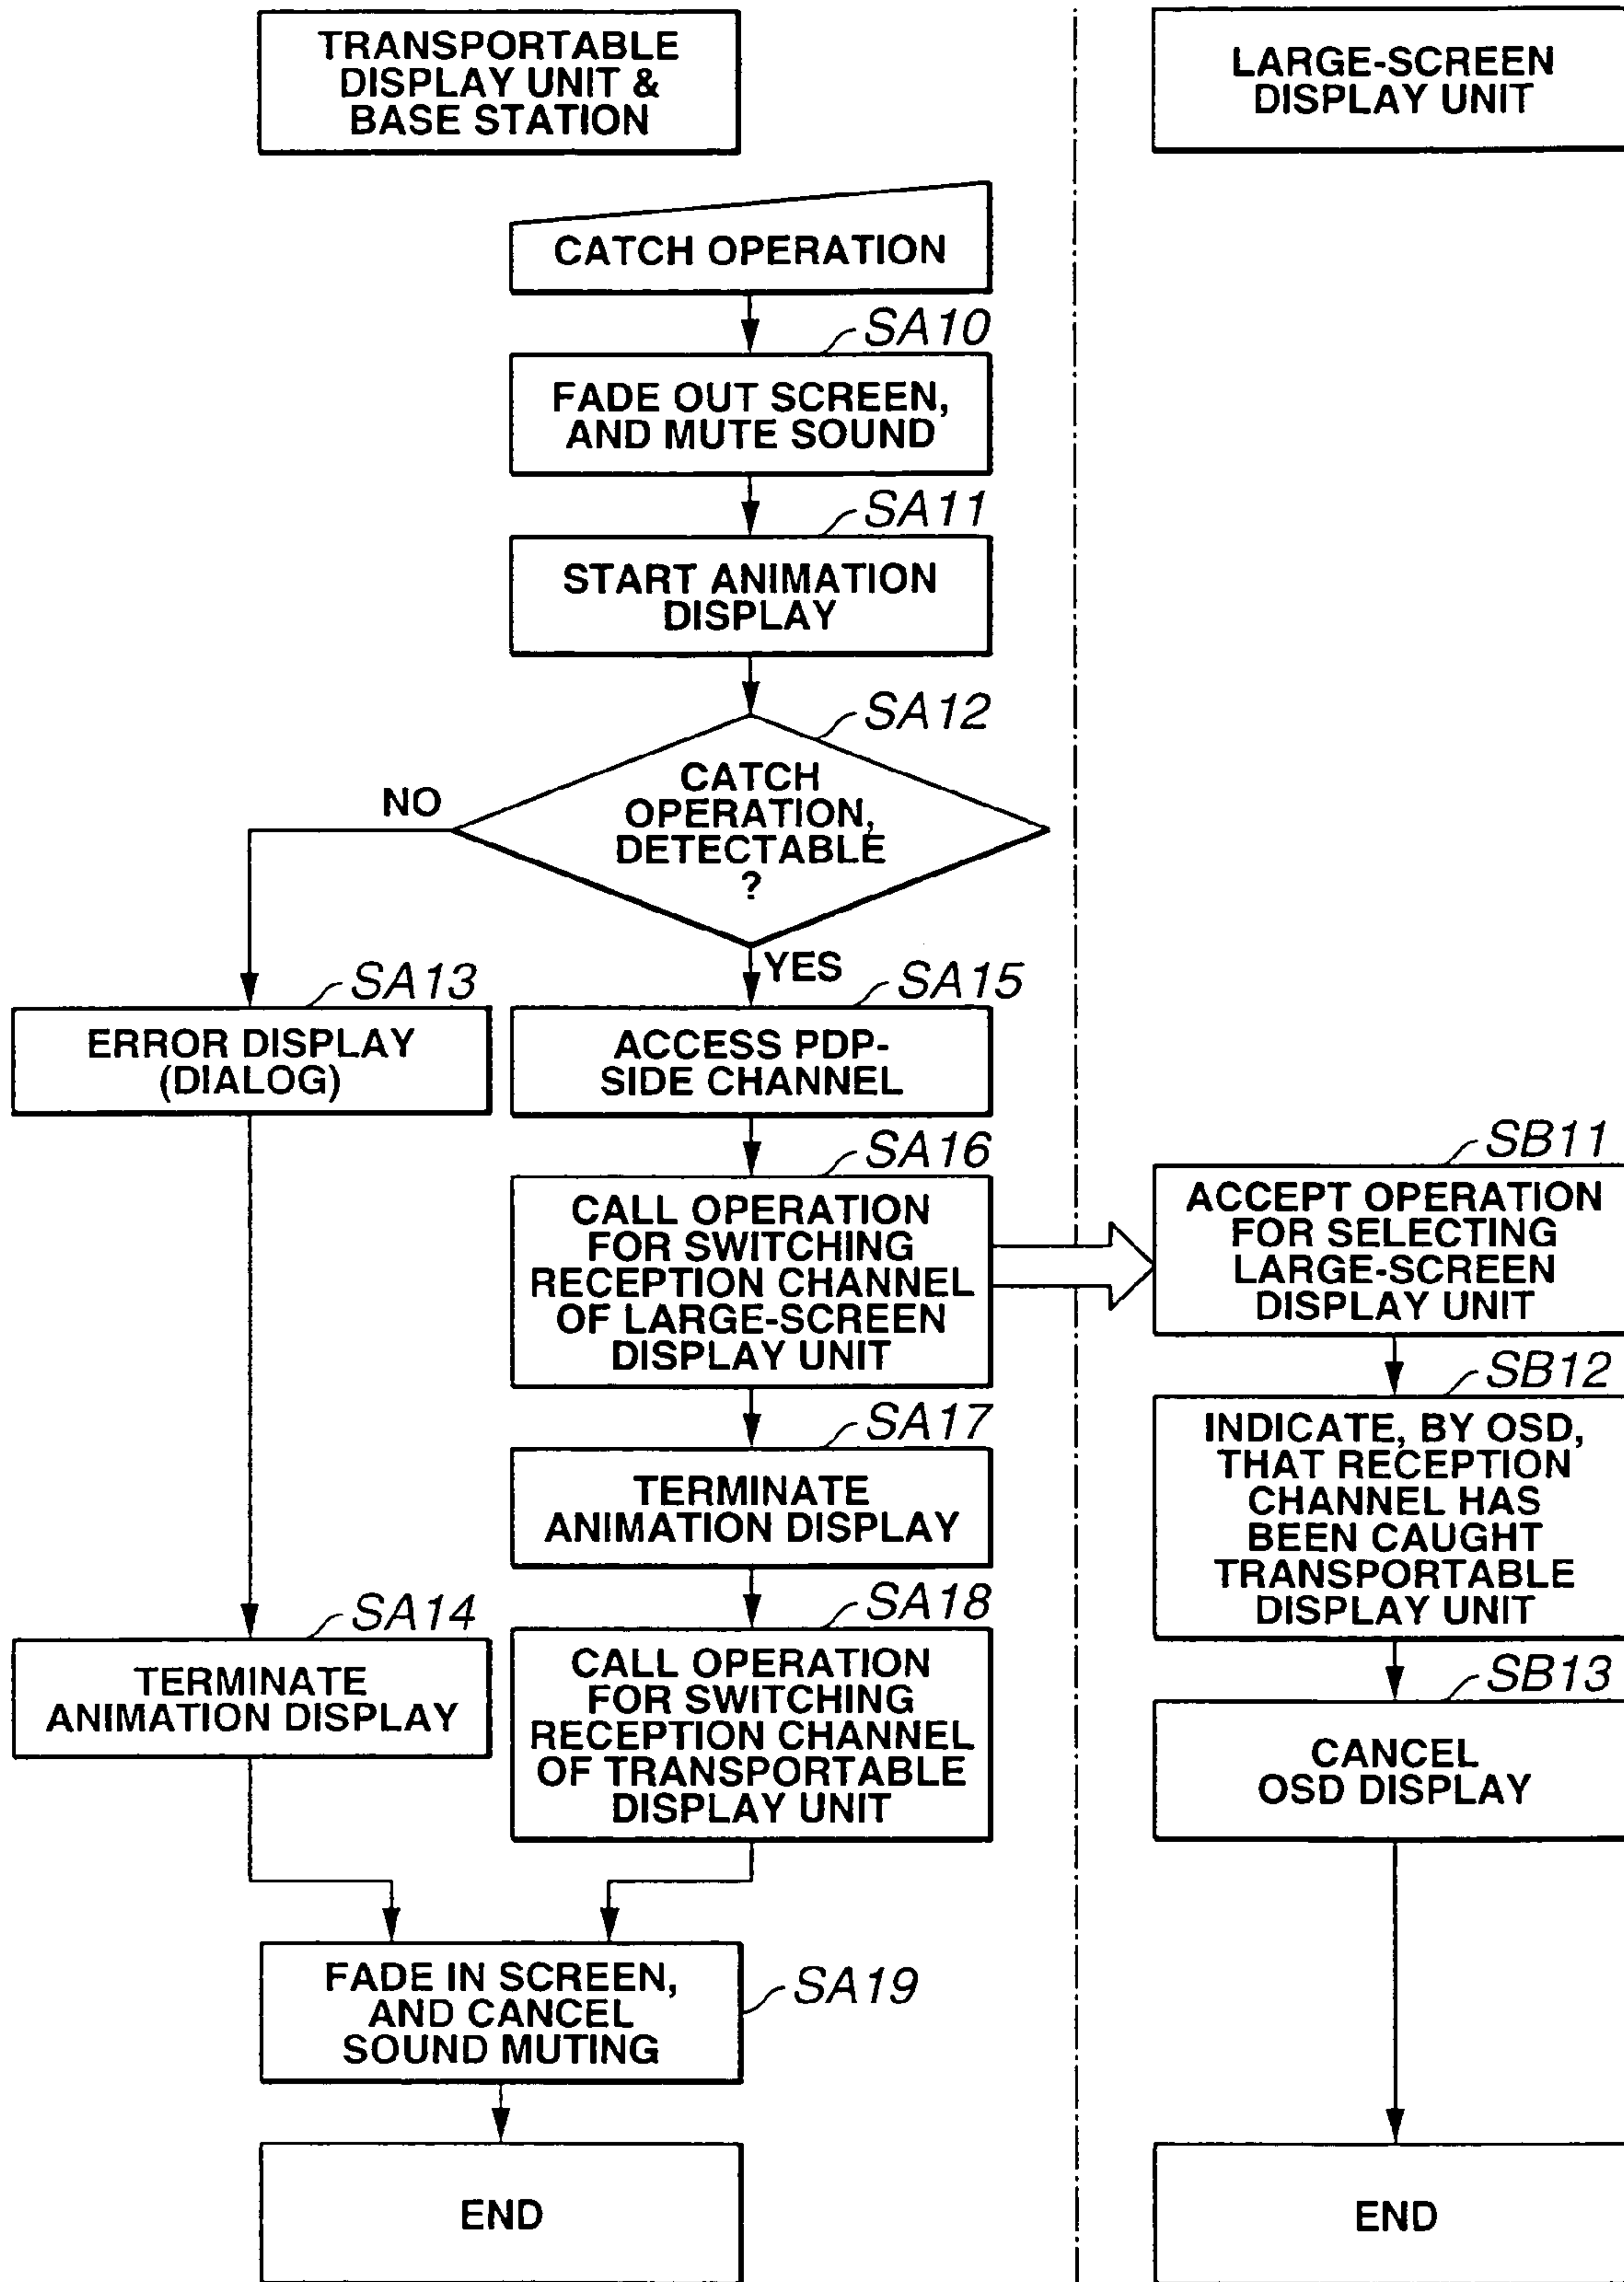 TRANSPORTABLE
DISPLAY UNIT &
BASE STATION
LARGE-SCREEN
DISPLAY UNIT
CATCH OPERATION
SA10
FADE OUT SCREEN,
AND MUTE SOUND
SA11
START ANIMATION
DISPLAY
SA12
CATCH
OPERATION,
DETECTABLE
?
NO
YES
SA13
ERROR DISPLAY
(DIALOG)
SA15
ACCESS PDP-
SIDE CHANNEL
SA16
CALL OPERATION
FOR SWITCHING
RECEPTION CHANNEL
OF LARGE-SCREEN
DISPLAY UNIT
SB11
ACCEPT OPERATION
FOR SELECTING
LARGE-SCREEN
DISPLAY UNIT
SA17
TERMINATE
ANIMATION DISPLAY
SB12
INDICATE, BY OSD,
THAT RECEPTION
CHANNEL HAS
BEEN CAUGHT
TRANSPORTABLE
DISPLAY UNIT
SA14
TERMINATE
ANIMATION DISPLAY
SA18
CALL OPERATION
FOR SWITCHING
RECEPTION CHANNEL
OF TRANSPORTABLE
DISPLAY UNIT
SB13
CANCEL
OSD DISPLAY
FADE IN SCREEN,
AND CANCEL
SOUND MUTING
SA19
END
END